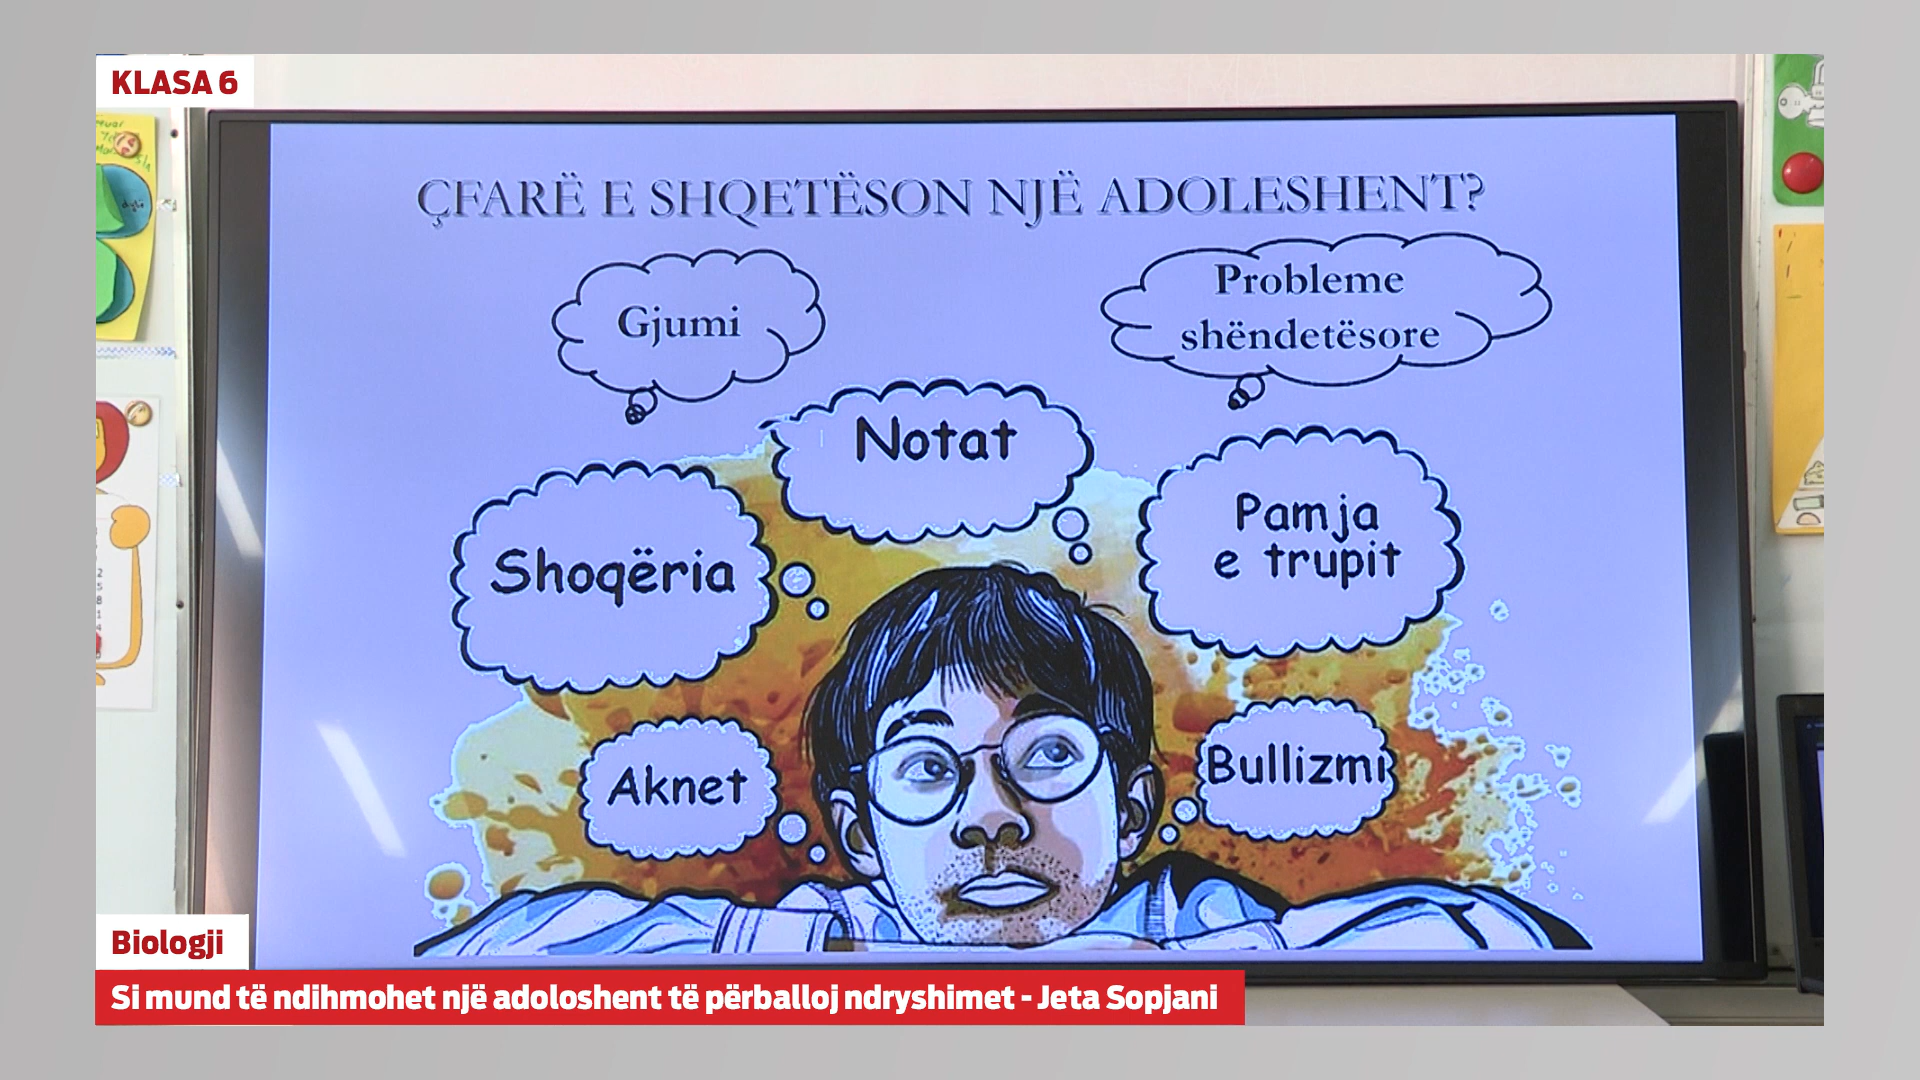 KLASA 6
ÇFARË E SHQETËSON NJË ADOLESHENT?
Gjumi
Probleme
shëndetësore
Notat
Shoqëria
Pamja
e trupit
Aknet
Bullizmi
Biologji
Si mund të ndihmohet një adoloshent të përballoj ndryshimet - Jeta Sopjani